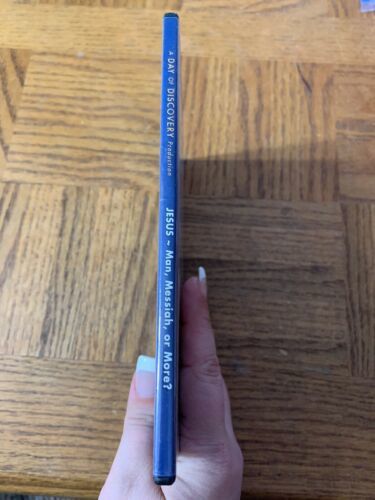 A DAY OF DISCOVERY Production
JESUS ~ Man, Messiah, or More?